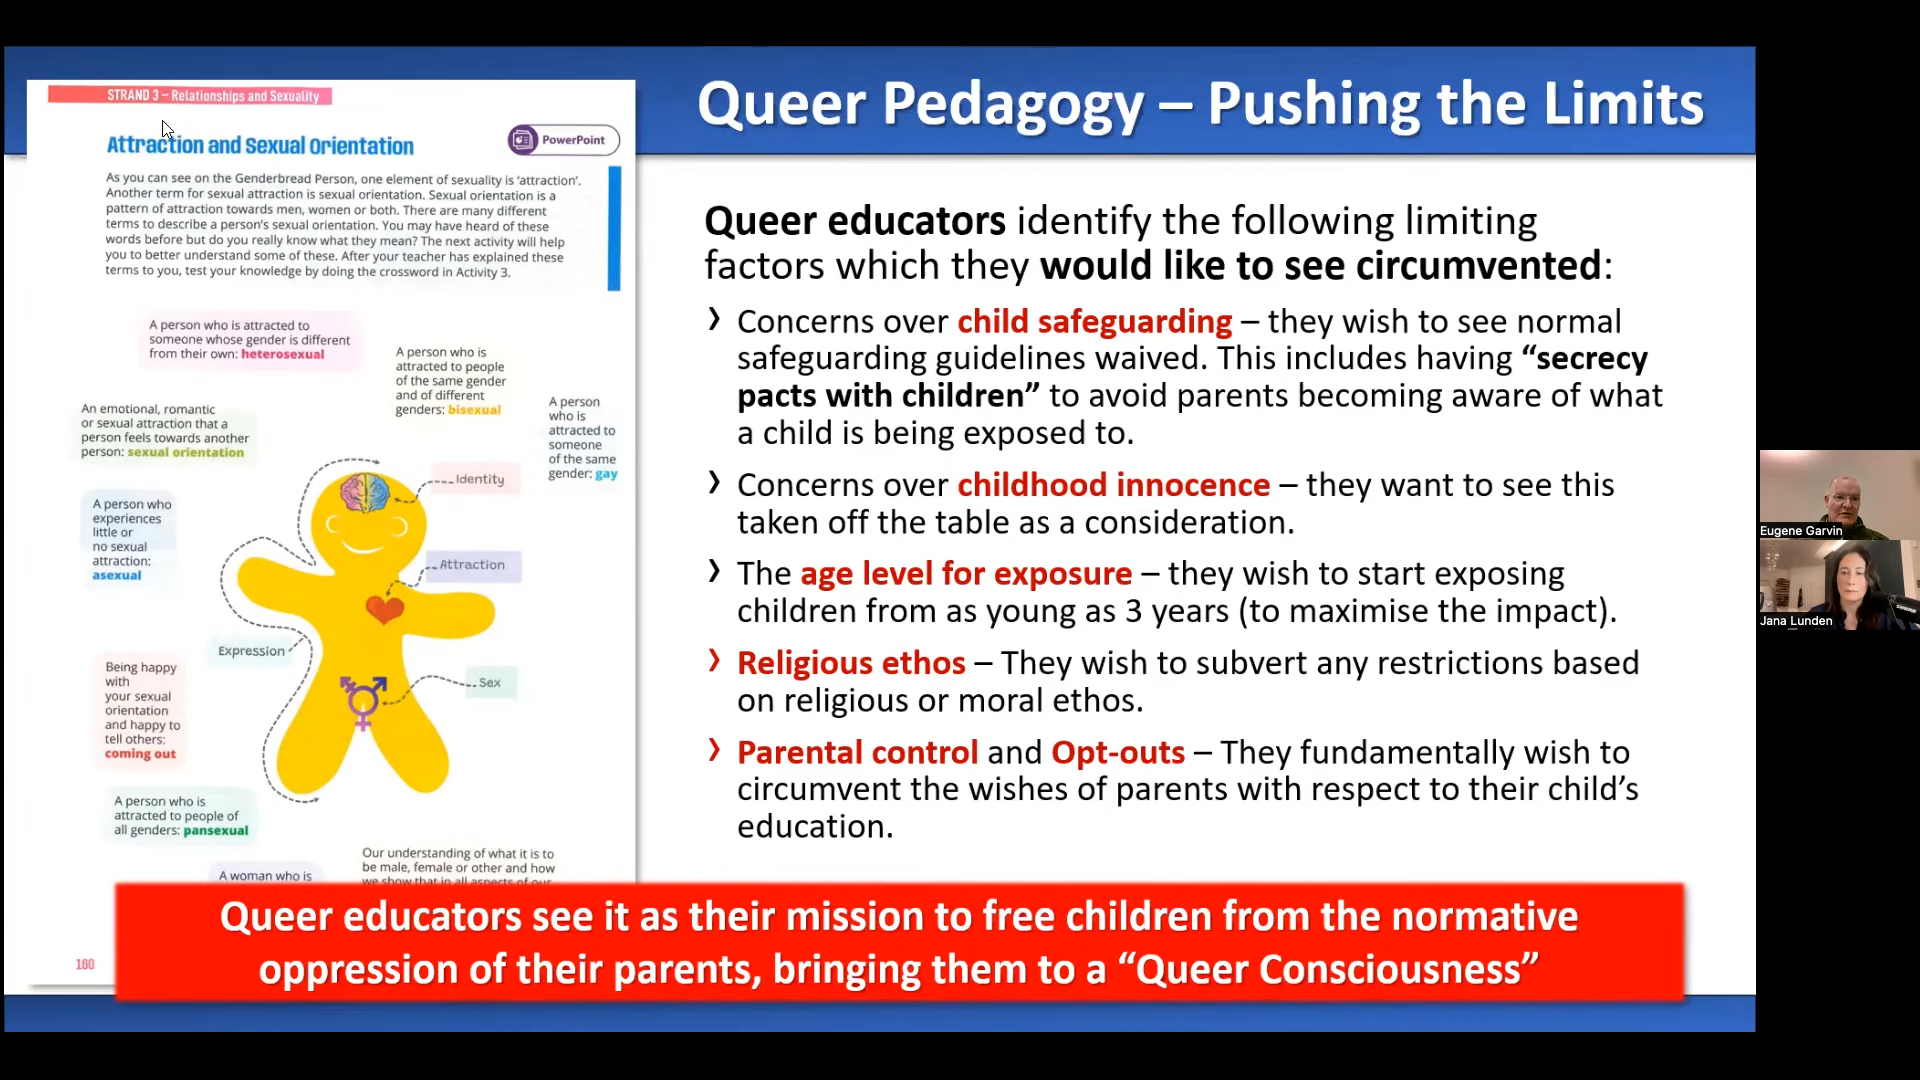 STRAND 3 – Relationships and Sexuality
Attraction and Sexual Orientation
PowerPoint
As you can see on the Genderbread Person, one element of sexuality is ‘attraction’.
Another term for sexual attraction is sexual orientation. Sexual orientation is a
pattern of attraction towards men, women or both. There are many different
terms to describe a person’s sexual orientation. You may have heard of these
words before but do you really know what they mean? The next activity will help
you to better understand some of these. After your teacher has explained these
terms to you, test your knowledge by doing the crossword in Activity 3.
A person who is attracted to
someone whose gender is different
from their own: heterosexual
A person who is
attracted to people
of the same gender
and of different
genders: bisexual
A person
who is
attracted to
someone
of the same
gender: gay
An emotional, romantic
or sexual attraction that a
person feels towards another
person: sexual orientation
Identity
A person who
experiences
little or
no sexual
attraction:
asexual
Attraction
Expression
Sex
Being happy
with
your sexual
orientation
and happy to
tell others:
coming out
A person who is
attracted to people of
all genders: pansexual
A woman who is
Our understanding of what it is to
be male, female or other and how
we show that in all aspects of our
160
Queer Pedagogy – Pushing the Limits
Queer educators identify the following limiting
factors which they would like to see circumvented:
› Concerns over child safeguarding – they wish to see normal
safeguarding guidelines waived. This includes having “secrecy
pacts with children” to avoid parents becoming aware of what
a child is being exposed to.
› Concerns over childhood innocence – they want to see this
taken off the table as a consideration.
› The age level for exposure – they wish to start exposing
children from as young as 3 years (to maximise the impact).
› Religious ethos – They wish to subvert any restrictions based
on religious or moral ethos.
› Parental control and Opt-outs – They fundamentally wish to
circumvent the wishes of parents with respect to their child’s
education.
Queer educators see it as their mission to free children from the normative
oppression of their parents, bringing them to a “Queer Consciousness”
Eugene Garvin
Jana Lunden
SHURE